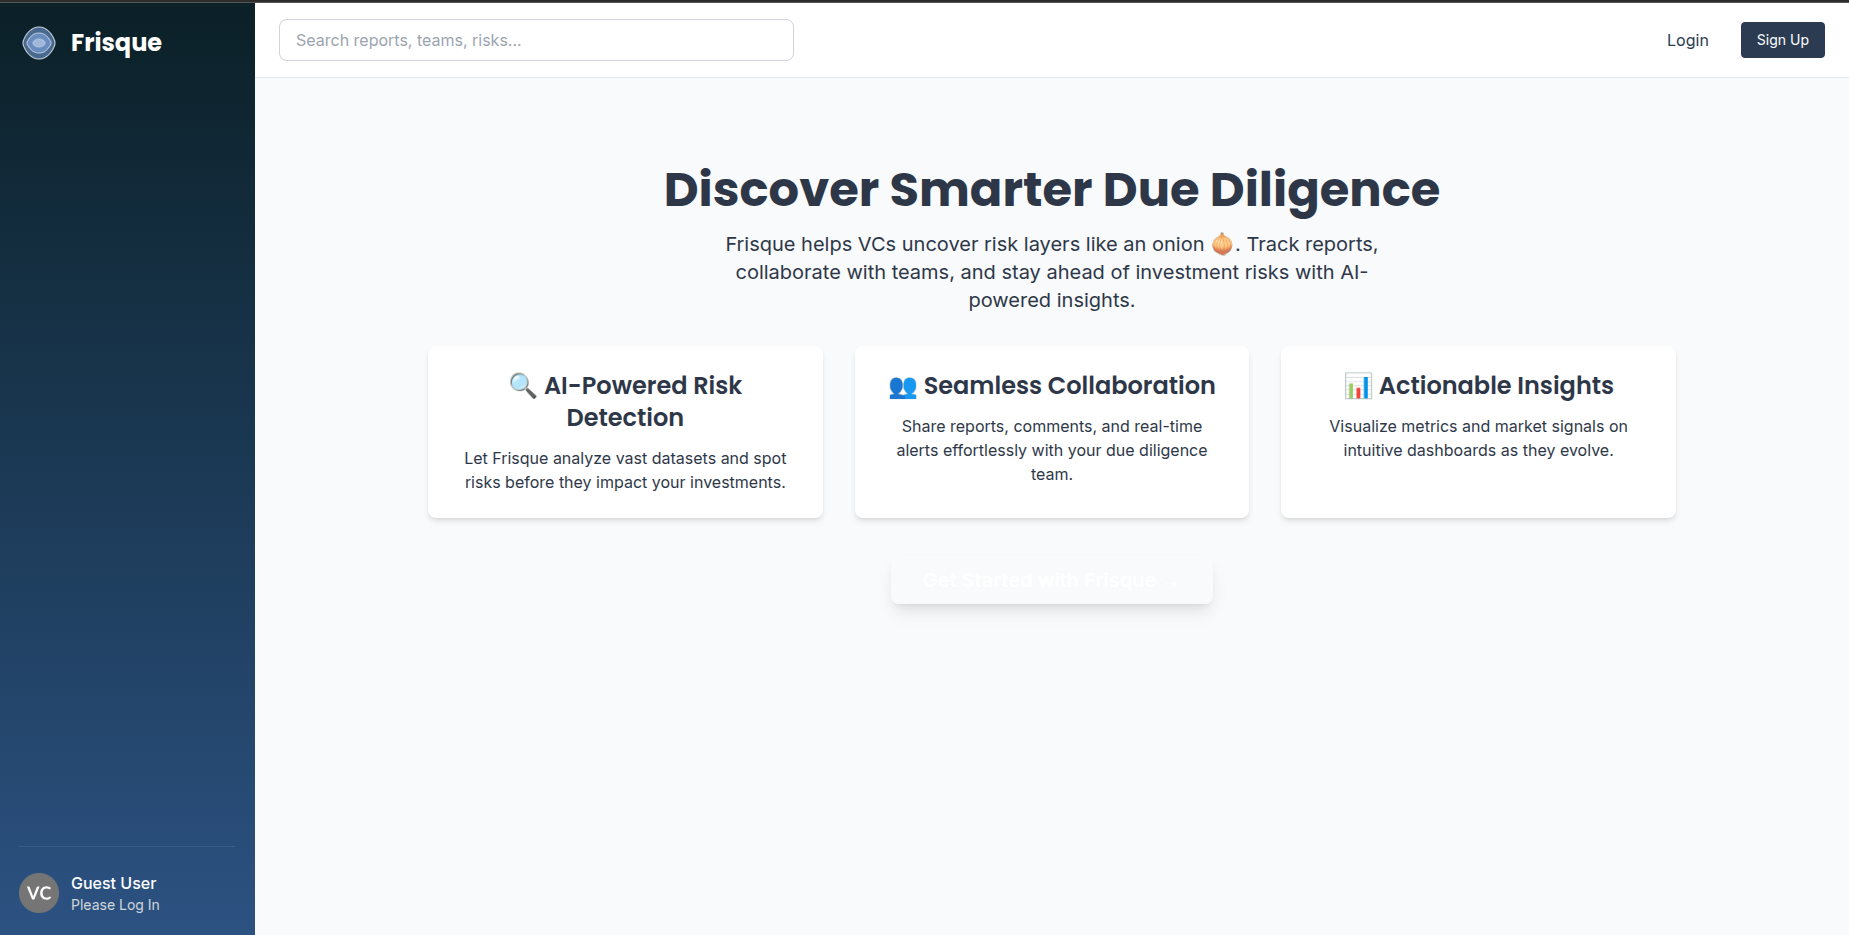 Frisque
Search reports, teams, risks...
Login
Sign Up
Discover Smarter Due Diligence
Frisque helps VCs uncover risk layers like an onion 🧅. Track reports,
collaborate with teams, and stay ahead of investment risks with AI-
powered insights.
🔍 AI-Powered Risk
Detection
Let Frisque analyze vast datasets and spot
risks before they impact your investments.
👥 Seamless Collaboration
Share reports, comments, and real-time
alerts effortlessly with your due diligence
team.
📊 Actionable Insights
Visualize metrics and market signals on
intuitive dashboards as they evolve.
Get Started with Frisque →
VC
Guest User
Please Log In